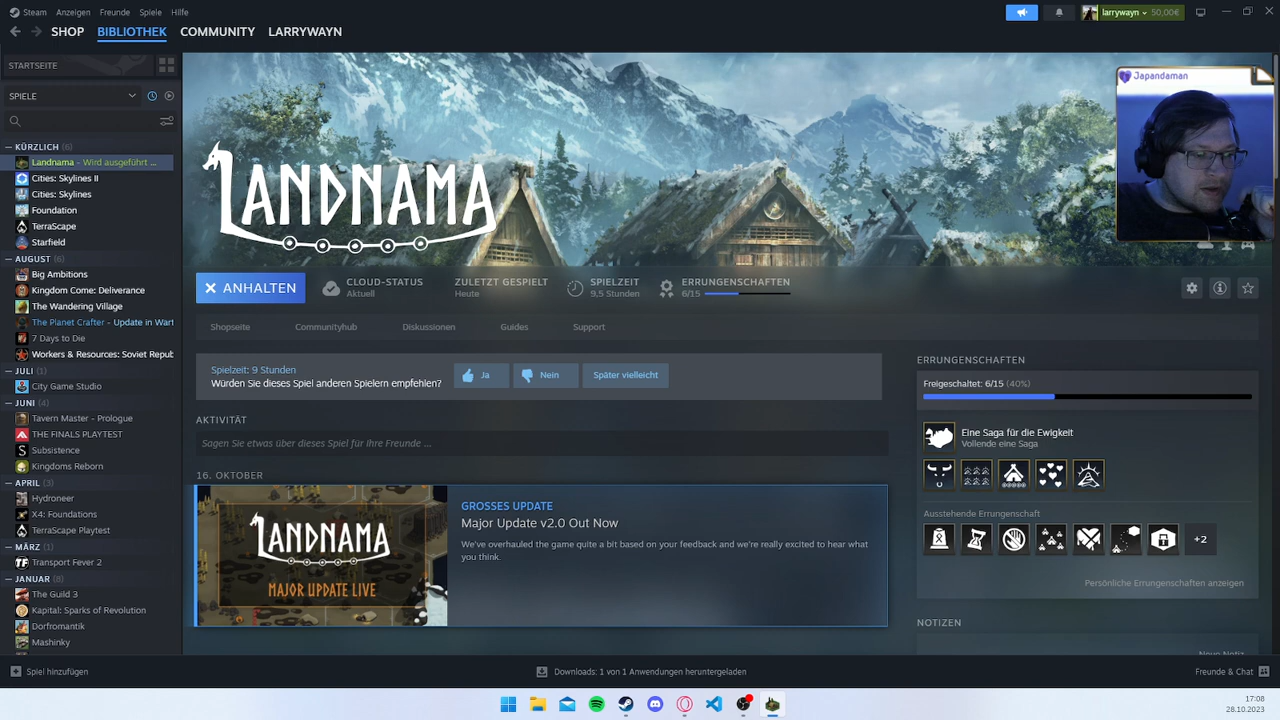 Steam Anzeigen Freunde Spiele Hilfe
larrywayn 50,00€
SHOP BIBLIOTHEK COMMUNITY LARRYWAYN
STARTSEITE
SPIELE
KÜRZLICH (6)
Landnama - Wird ausgeführt ...
Cities: Skylines II
Cities: Skylines
Foundation
TerraScape
Starfield
AUGUST (6)
Big Ambitions
Kingdom Come: Deliverance
The Wandering Village
The Planet Crafter - Update in Wart
7 Days to Die
Workers & Resources: Soviet Repub
JULI (1)
City Game Studio
JUNI (4)
Tavern Master - Prologue
THE FINALS PLAYTEST
Subsistence
Kingdoms Reborn
APRIL (3)
Hydroneer
X4: Foundations
TerraScape Playtest
MÄRZ (1)
Transport Fever 2
JANUAR (8)
The Guild 3
Kapital: Sparks of Revolution
Dorfromantik
Mashinky
Japandaman
LANDNAMA
ANHALTEN
CLOUD-STATUS
Aktuell
ZULETZT GESPIELT
Heute
SPIELZEIT
9,5 Stunden
ERRUNGENSCHAFTEN
6/15
Shopseite Communityhub Diskussionen Guides Support
Spielzeit: 9 Stunden
Würden Sie dieses Spiel anderen Spielern empfehlen?
Ja Nein Später vielleicht
AKTIVITÄT
Sagen Sie etwas über dieses Spiel für Ihre Freunde ...
16. OKTOBER
LANDNAMA
MAJOR UPDATE LIVE
GROSSES UPDATE
Major Update v2.0 Out Now
We've overhauled the game quite a bit based on your feedback and we're really excited to hear what
you think.
ERRUNGENSCHAFTEN
Freigeschaltet: 6/15 (40%)
Eine Saga für die Ewigkeit
Vollende eine Saga
Ausstehende Errungenschaft
+2
Persönliche Errungenschaften anzeigen
NOTIZEN
Neue Notiz
Spiel hinzufügen
Downloads: 1 von 1 Anwendungen heruntergeladen
Freunde & Chat
17:08
28.10.2023